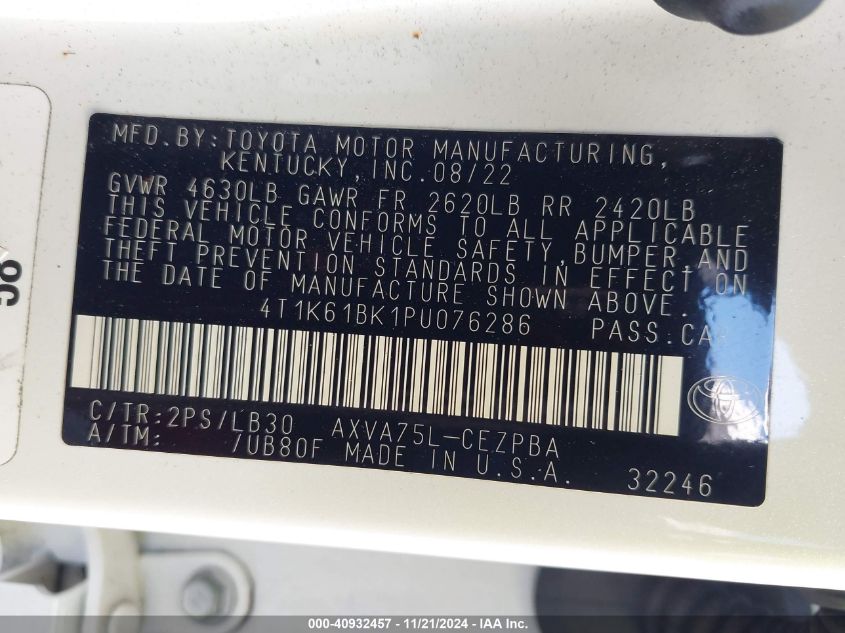 MFD.BY:TOYOTA MOTOR MANUFACTURING,
KENTUCKY,INC.08/22
GVWR 4630LB GAWR FR 2620LB RR 2420LB
THIS VEHICLE CONFORMS TO ALL APPLICABLE
FEDERAL MOTOR VEHICLE SAFETY,BUMPER,AND
THEFT PREVENTION STANDARDS IN EFFECT ON
THE DATE OF MANUFACTURE SHOWN ABOVE.
4T1K61BK1PU076286 PASS.CA
C/TR:2PS/LB30 AXVA75L-CEZPBA
A/TM: /UB80F MADE IN U.S.A. 32246
000-40932457 - 11/21/2024 - IAA Inc.